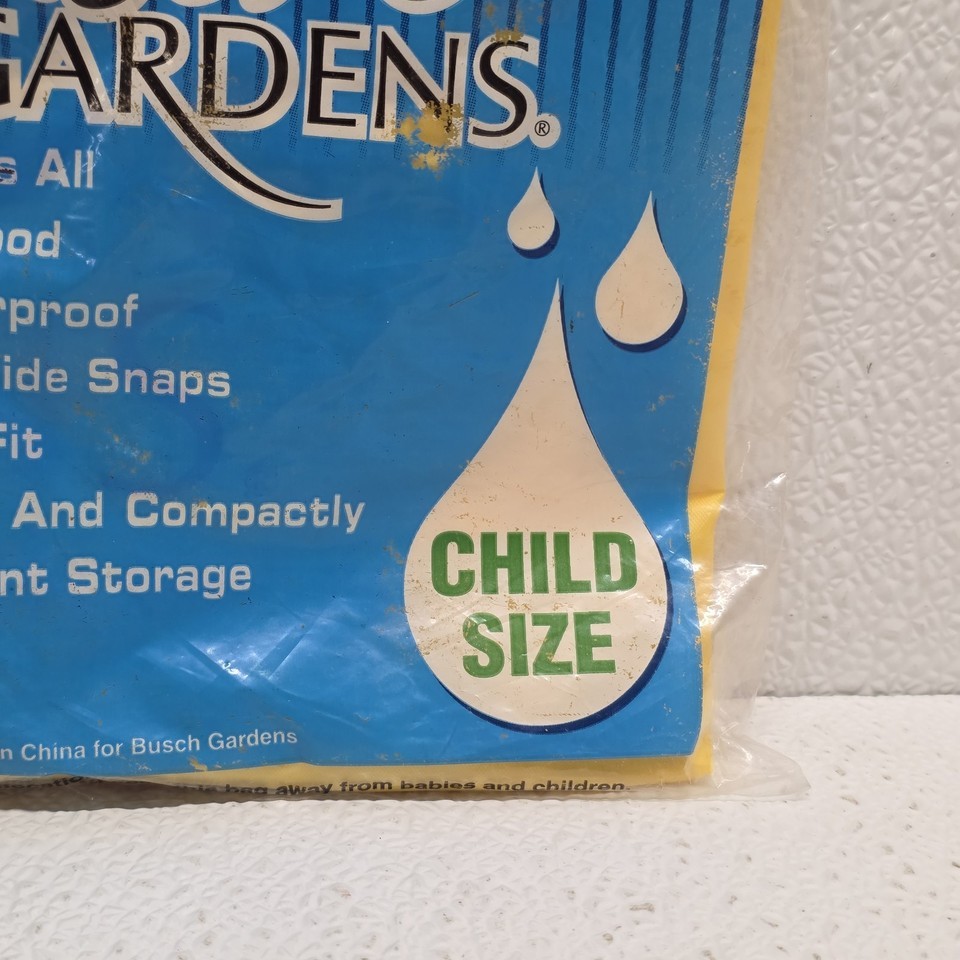 GARDENS®
s All
ood
rproof
ide Snaps
Fit
And Compactly
nt Storage
CHILD
SIZE
n China for Busch Gardens
bag away from babies and children.